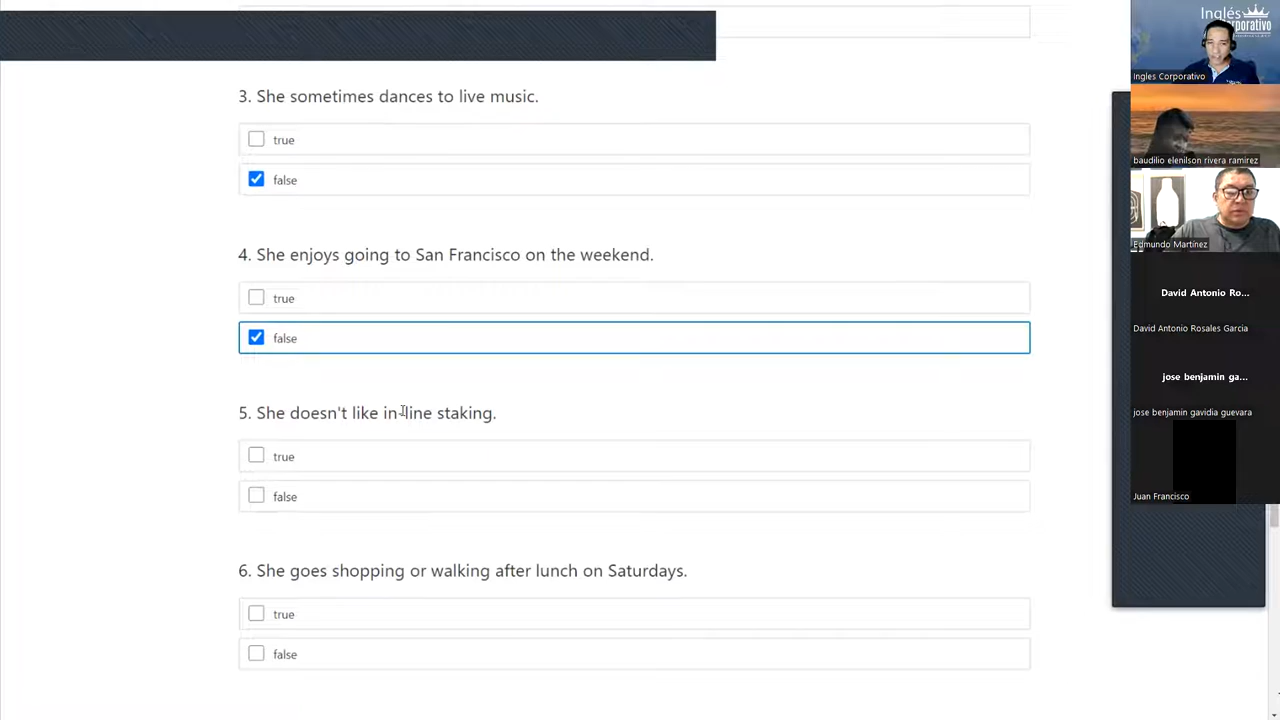 Inglés
Corporativo
Ingles Corporativo
3. She sometimes dances to live music.
true
baudilio elenilson rivera ramirez
false
Edmundo Martínez
4. She enjoys going to San Francisco on the weekend.
true
David Antonio Ro...
David Antonio Rosales Garcia
false
jose benjamin ga...
jose benjamin gavidia guevara
5. She doesn't like in-line staking.
true
false
Juan Francisco
6. She goes shopping or walking after lunch on Saturdays.
true
false